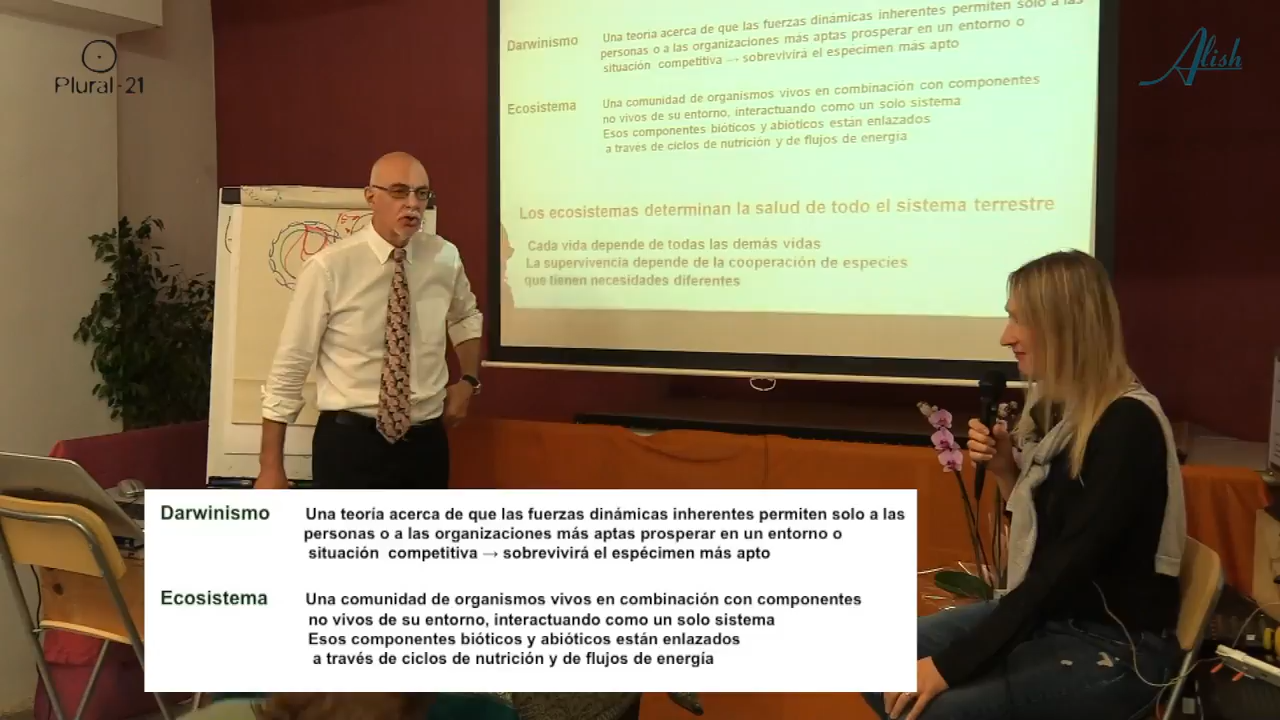 Plural-21
Alish
Darwinismo
Una teoría acerca de que las fuerzas dinámicas inherentes permiten solo a las
personas o a las organizaciones más aptas prosperar en un entorno o
situación competitiva → sobrevivirá el espécimen más apto
Ecosistema
Una comunidad de organismos vivos en combinación con componentes
no vivos de su entorno, interactuando como un solo sistema
Esos componentes bióticos y abióticos están enlazados
a través de ciclos de nutrición y de flujos de energía
Los ecosistemas determinan la salud de todo el sistema terrestre
Cada vida depende de todas las demás vidas
La supervivencia depende de la cooperación de especies
que tienen necesidades diferentes
Darwinismo
Una teoría acerca de que las fuerzas dinámicas inherentes permiten solo a las
personas o a las organizaciones más aptas prosperar en un entorno o
situación competitiva → sobrevivirá el espécimen más apto
Ecosistema
Una comunidad de organismos vivos en combinación con componentes
no vivos de su entorno, interactuando como un solo sistema
Esos componentes bióticos y abióticos están enlazados
a través de ciclos de nutrición y de flujos de energía